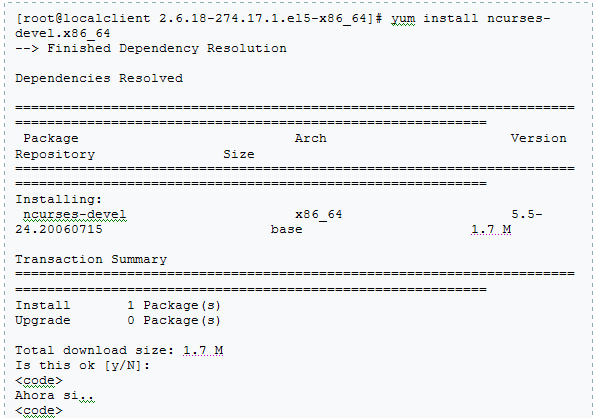 [root@localclient 2.6.18-274.17.1.el5-x86_64]# yum install ncurses-
devel.x86_64
--> Finished Dependency Resolution
Dependencies Resolved
=======================================================================
============================================================
Package Arch Version
Repository Size
=======================================================================
============================================================
Installing:
ncurses-devel x86_64 5.5-
24.20060715 base 1.7 M
Transaction Summary
=======================================================================
============================================================
Install 1 Package(s)
Upgrade 0 Package(s)
Total download size: 1.7 M
Is this ok [y/N]:
<code>
Ahora si..
<code>